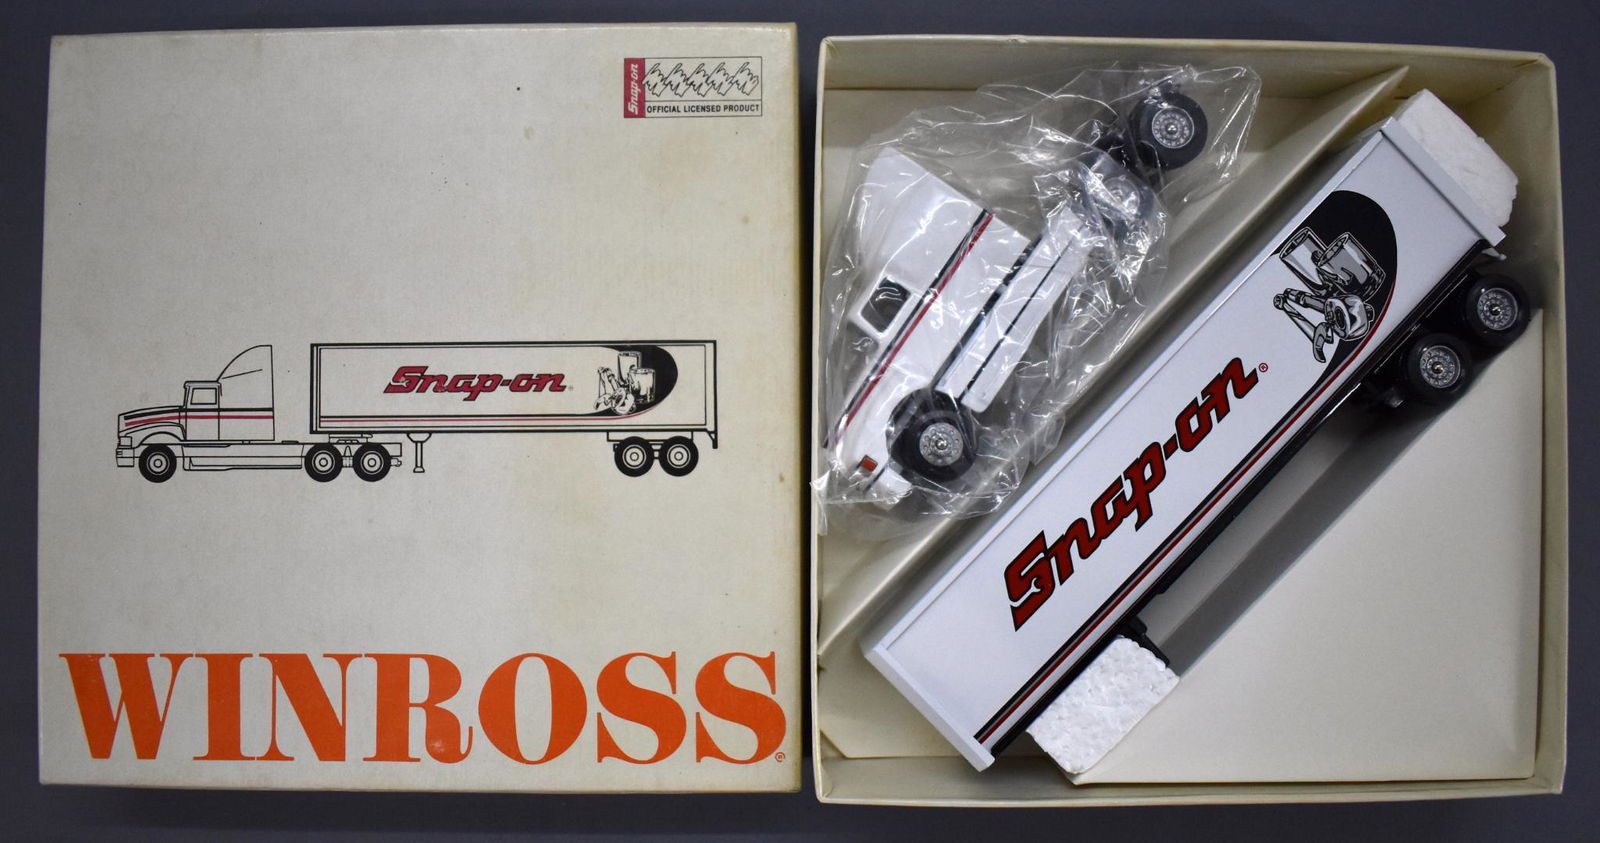 Snap-on
OFFICIAL LICENSED PRODUCT
Snap-on®
WINROSS®
Snap-on®